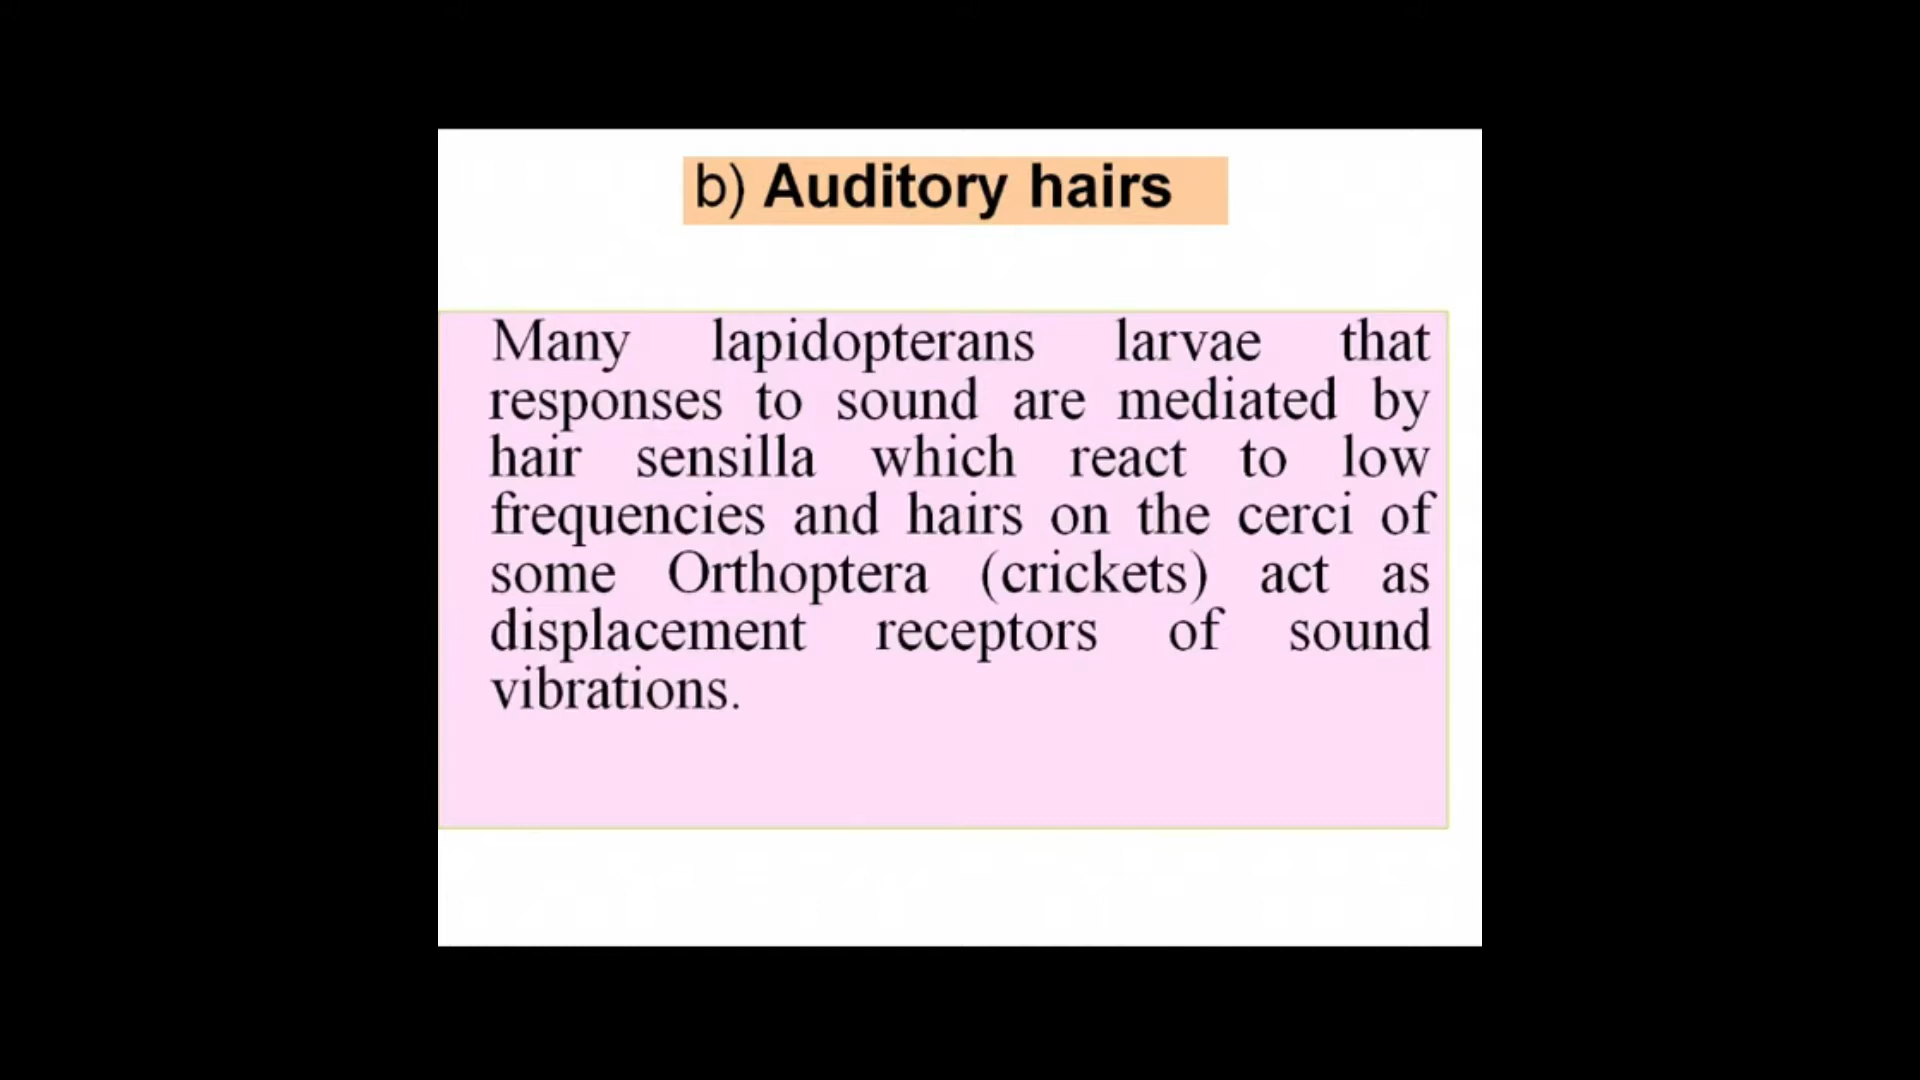 b) Auditory hairs
Many lapidopterans larvae that
responses to sound are mediated by
hair sensilla which react to low
frequencies and hairs on the cerci of
some Orthoptera (crickets) act as
displacement receptors of sound
vibrations.